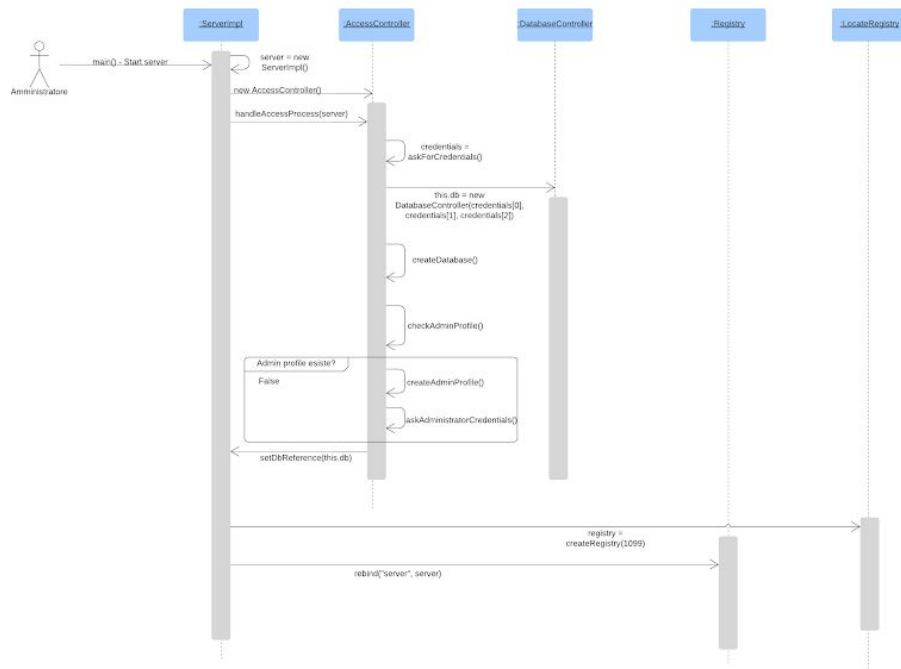 :ServerImpl
:AccessController
:DatabaseController
:Registry
:LocateRegistry
Amministratore
main() - Start server
server = new
ServerImpl()
new AccessController()
handleAccessProcess(server)
credentials =
askForCredentials()
this.db = new
DatabaseController(credentials[0],
credentials[1], credentials[2])
createDatabase()
checkAdminProfile()
Admin profile esiste?
False
createAdminProfile()
askAdministratorCredentials()
setDbReference(this.db)
registry =
createRegistry(1099)
rebind("server", server)